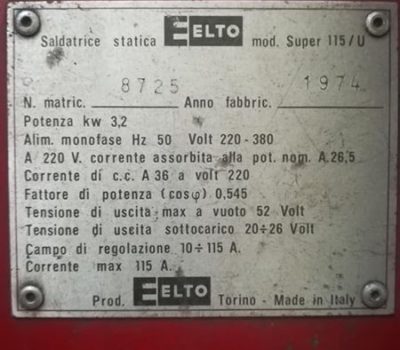 Saldatrice statica ELTO mod. Super 115/U
N. matric. 8725 Anno fabbric. 1974
Potenza kw 3,2
Alim. monofase Hz 50 Volt 220-380
A 220 V. corrente assorbita alla pot. nom. A 26,5
Corrente di c.c. A 36 a volt 220
Fattore di potenza (cosφ) 0,545
Tensione di uscita max a vuoto 52 Volt
Tensione di uscita sottocarico 20÷26 Volt
Campo di regolazione 10÷115 A.
Corrente max 115 A.
Prod. ELTO Torino - Made in Italy